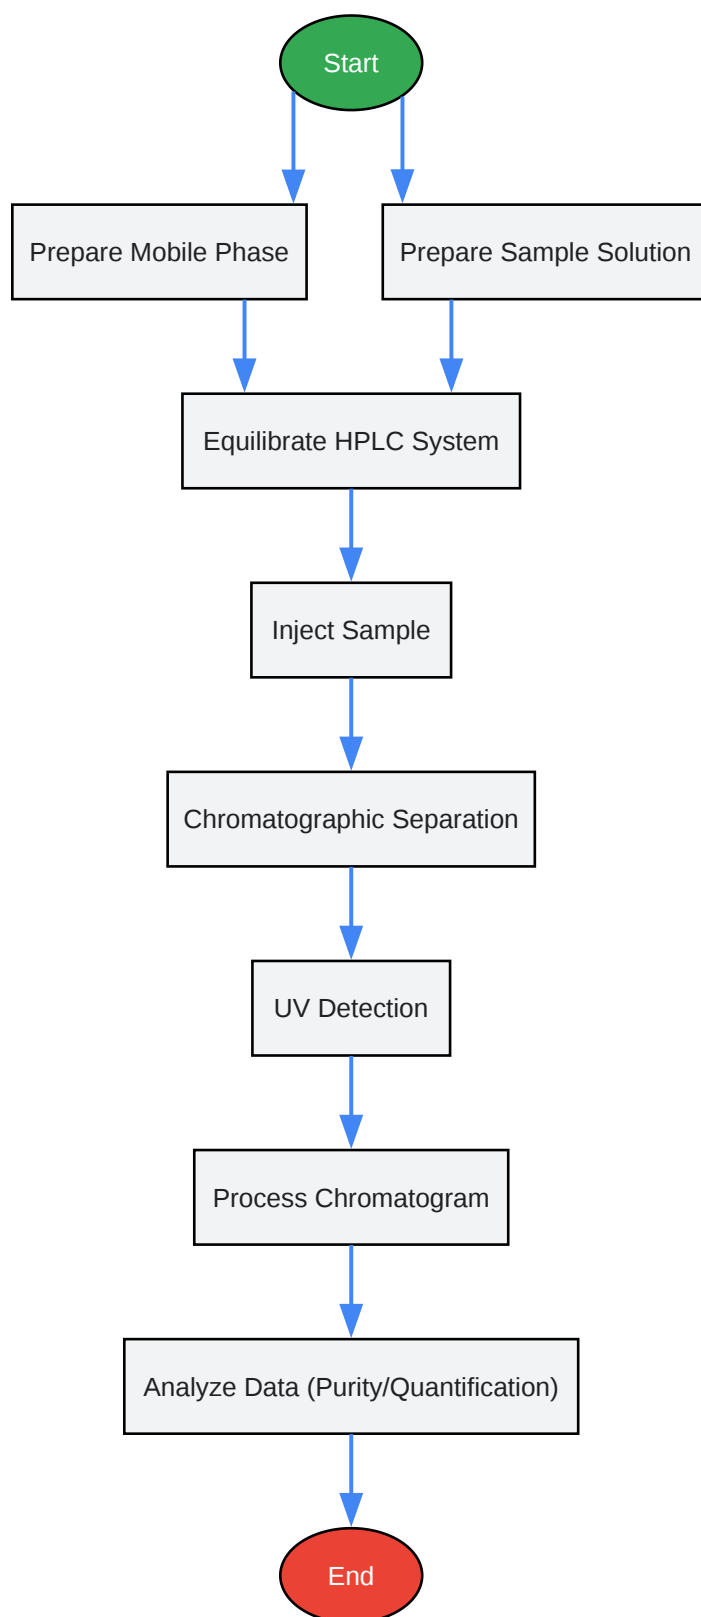 Start
Prepare Mobile Phase
Prepare Sample Solution
Equilibrate HPLC System
Inject Sample
Chromatographic Separation
UV Detection
Process Chromatogram
Analyze Data (Purity/Quantification)
End